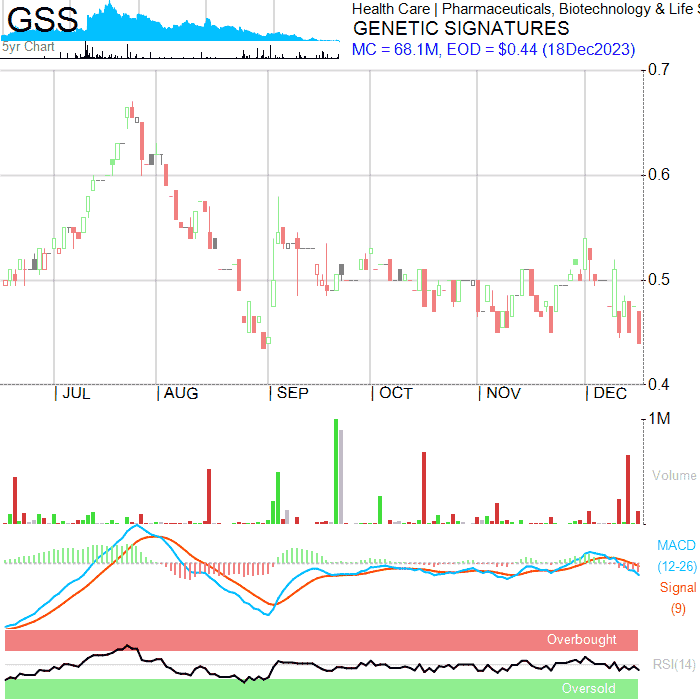 GSS
5yr Chart
Health Care | Pharmaceuticals, Biotechnology & Life S
GENETIC SIGNATURES
MC = 68.1M, EOD = $0.44 (18Dec2023)
0.7
0.6
0.5
0.4
| JUL | AUG | SEP | OCT | NOV | DEC
1M
Volume
MACD
(12-26)
Signal
(9)
Overbought
RSI(14)
Oversold